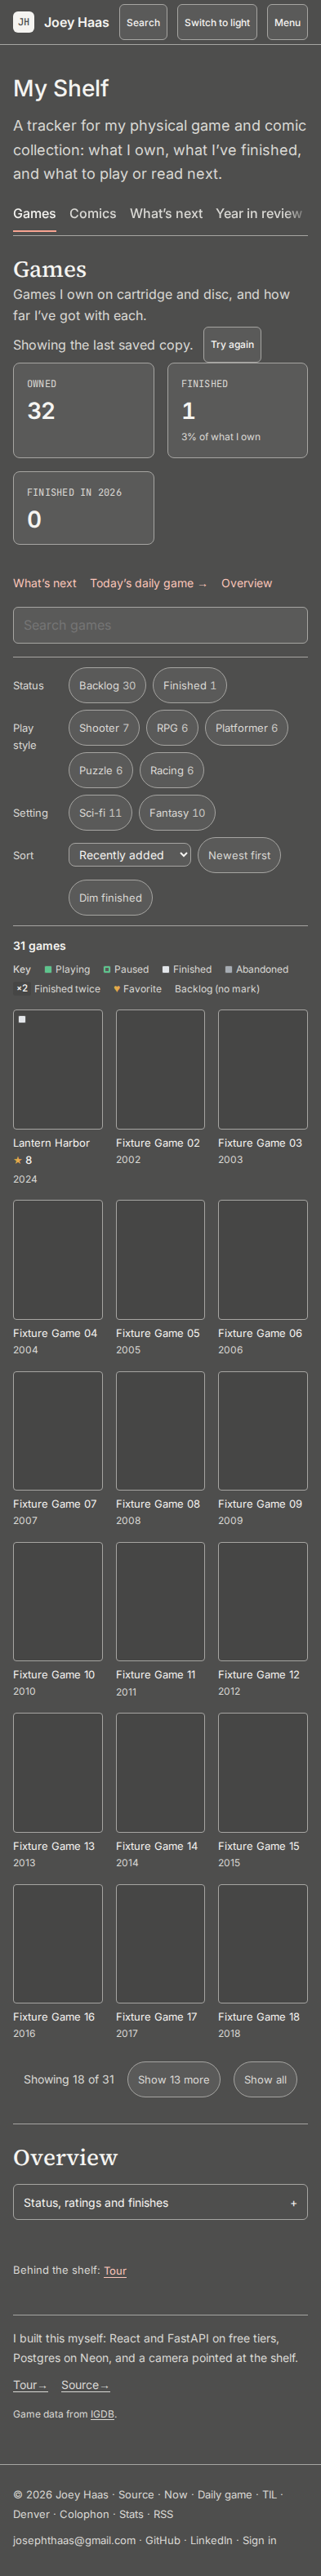 JH Joey Haas Search Switch to light Menu
My Shelf
A tracker for my physical game and comic
collection: what I own, what I've finished,
and what to play or read next.
Games Comics What's next Year in review
Games
Games I own on cartridge and disc, and how
far I've got with each.
Showing the last saved copy. Try again
OWNED
32
FINISHED
1
3% of what I own
FINISHED IN 2026
0
What's next Today's daily game → Overview
Search games
Status Backlog 30 Finished 1
Play style Shooter 7 RPG 6 Platformer 6
Puzzle 6 Racing 6
Setting Sci-fi 11 Fantasy 10
Sort Recently added Newest first
Dim finished
31 games
Key Playing Paused Finished Abandoned
×2 Finished twice ♥ Favorite Backlog (no mark)
Lantern Harbor
★ 8
2024
Fixture Game 02
2002
Fixture Game 03
2003
Fixture Game 04
2004
Fixture Game 05
2005
Fixture Game 06
2006
Fixture Game 07
2007
Fixture Game 08
2008
Fixture Game 09
2009
Fixture Game 10
2010
Fixture Game 11
2011
Fixture Game 12
2012
Fixture Game 13
2013
Fixture Game 14
2014
Fixture Game 15
2015
Fixture Game 16
2016
Fixture Game 17
2017
Fixture Game 18
2018
Showing 18 of 31 Show 13 more Show all
Overview
Status, ratings and finishes +
Behind the shelf: Tour
I built this myself: React and FastAPI on free tiers,
Postgres on Neon, and a camera pointed at the shelf.
Tour→ Source→
Game data from IGDB.
© 2026 Joey Haas · Source · Now · Daily game · TIL ·
Denver · Colophon · Stats · RSS
josephthaas@gmail.com · GitHub · LinkedIn · Sign in